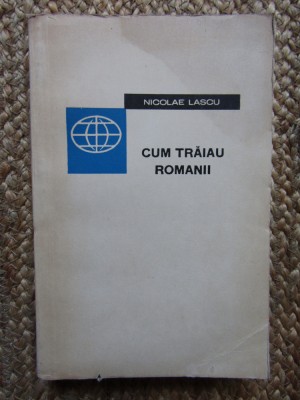 NICOLAE LASCU
CUM TRĂIAU
ROMANII